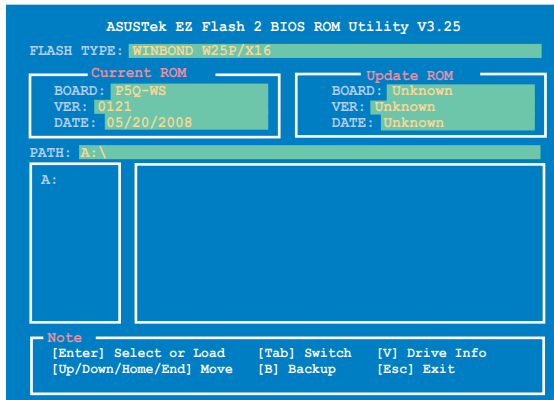 ASUSTek EZ Flash 2 BIOS ROM Utility V3.25
FLASH TYPE: WINBOND W25P/X16
Current ROM
BOARD: P5Q-WS
VER: 0121
DATE: 05/20/2008
Update ROM
BOARD: Unknown
VER: Unknown
DATE: Unknown
PATH: A:\
A:
Note
[Enter] Select or Load [Tab] Switch [V] Drive Info
[Up/Down/Home/End] Move [B] Backup [Esc] Exit